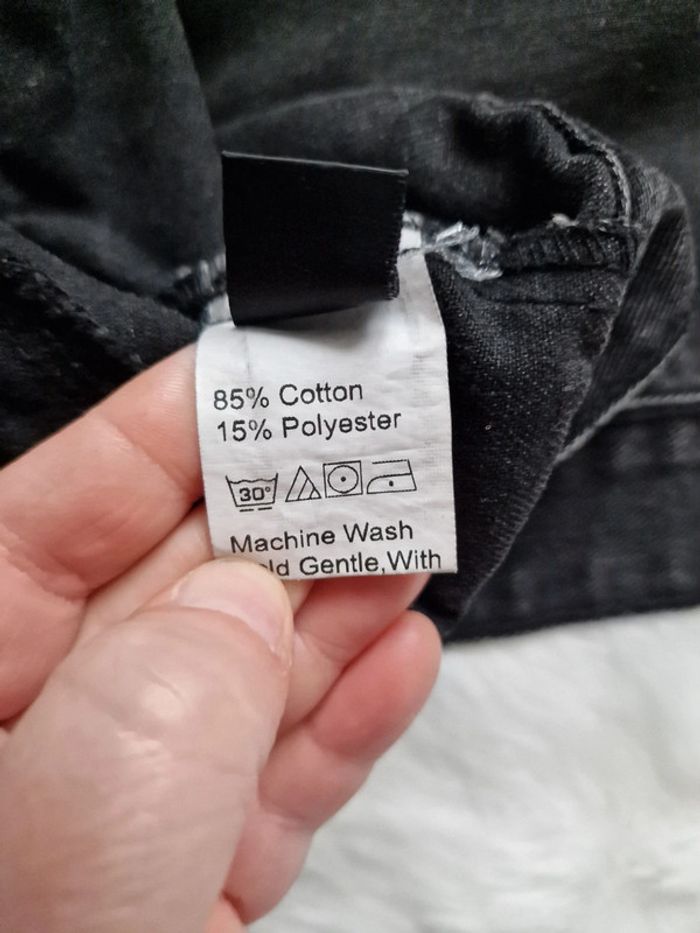 85% Cotton
15% Polyester
30°
Machine Wash
Gentle,With